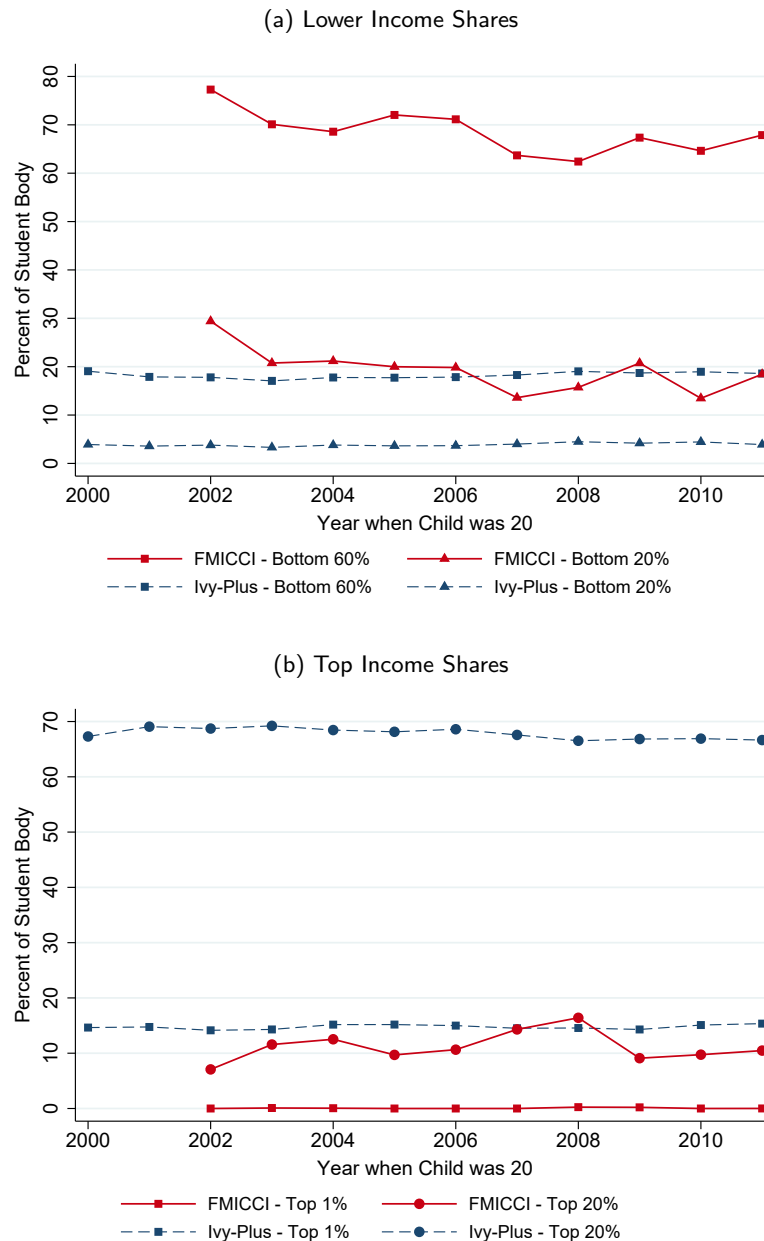 (a) Lower Income Shares
Percent of Student Body
80
70
60
50
40
30
20
10
0
2000 2002 2004 2006 2008 2010
Year when Child was 20
FMICCI - Bottom 60% FMICCI - Bottom 20%
Ivy-Plus - Bottom 60% Ivy-Plus - Bottom 20%
(b) Top Income Shares
Percent of Student Body
70
60
50
40
30
20
10
0
2000 2002 2004 2006 2008 2010
Year when Child was 20
FMICCI - Top 1% FMICCI - Top 20%
Ivy-Plus - Top 1% Ivy-Plus - Top 20%